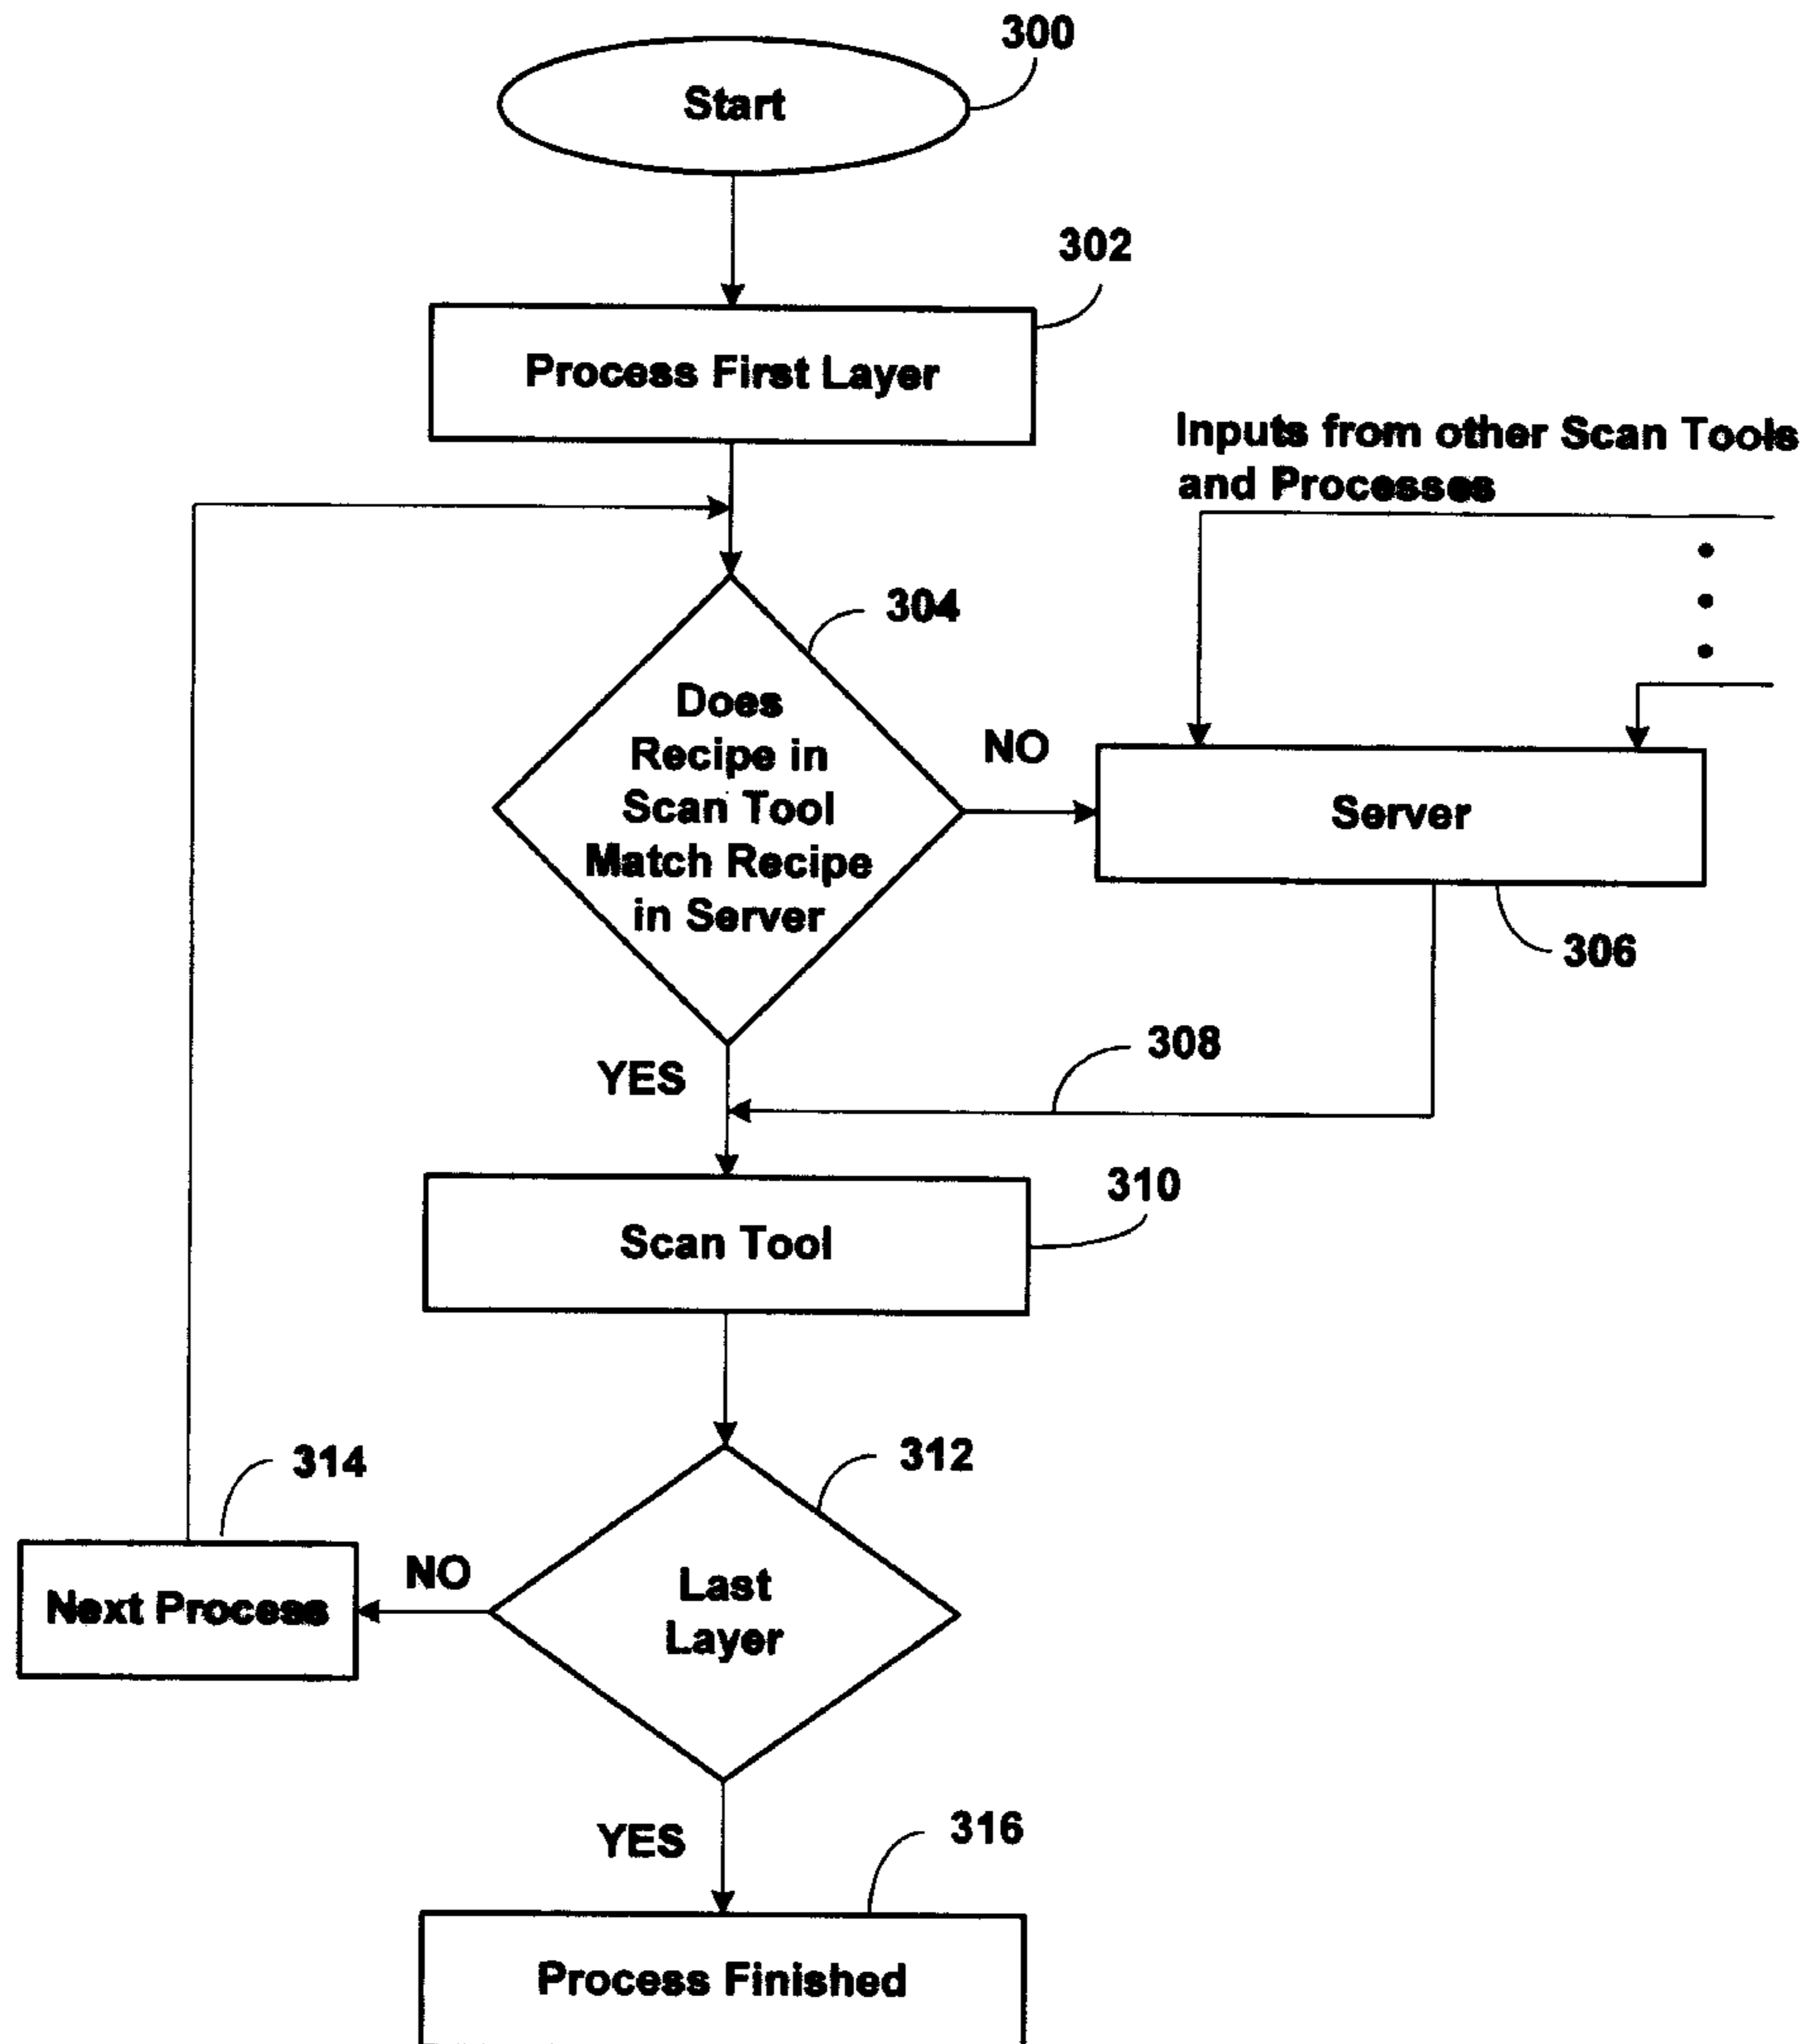 300
Start
302
Process First Layer
Inputs from other Scan Tools
and Processes
304
Does
Recipe in
Scan Tool
Match Recipe
in Server
NO
Server
306
YES
308
310
Scan Tool
312
314
Last
Layer
NO
Next Process
YES
316
Process Finished